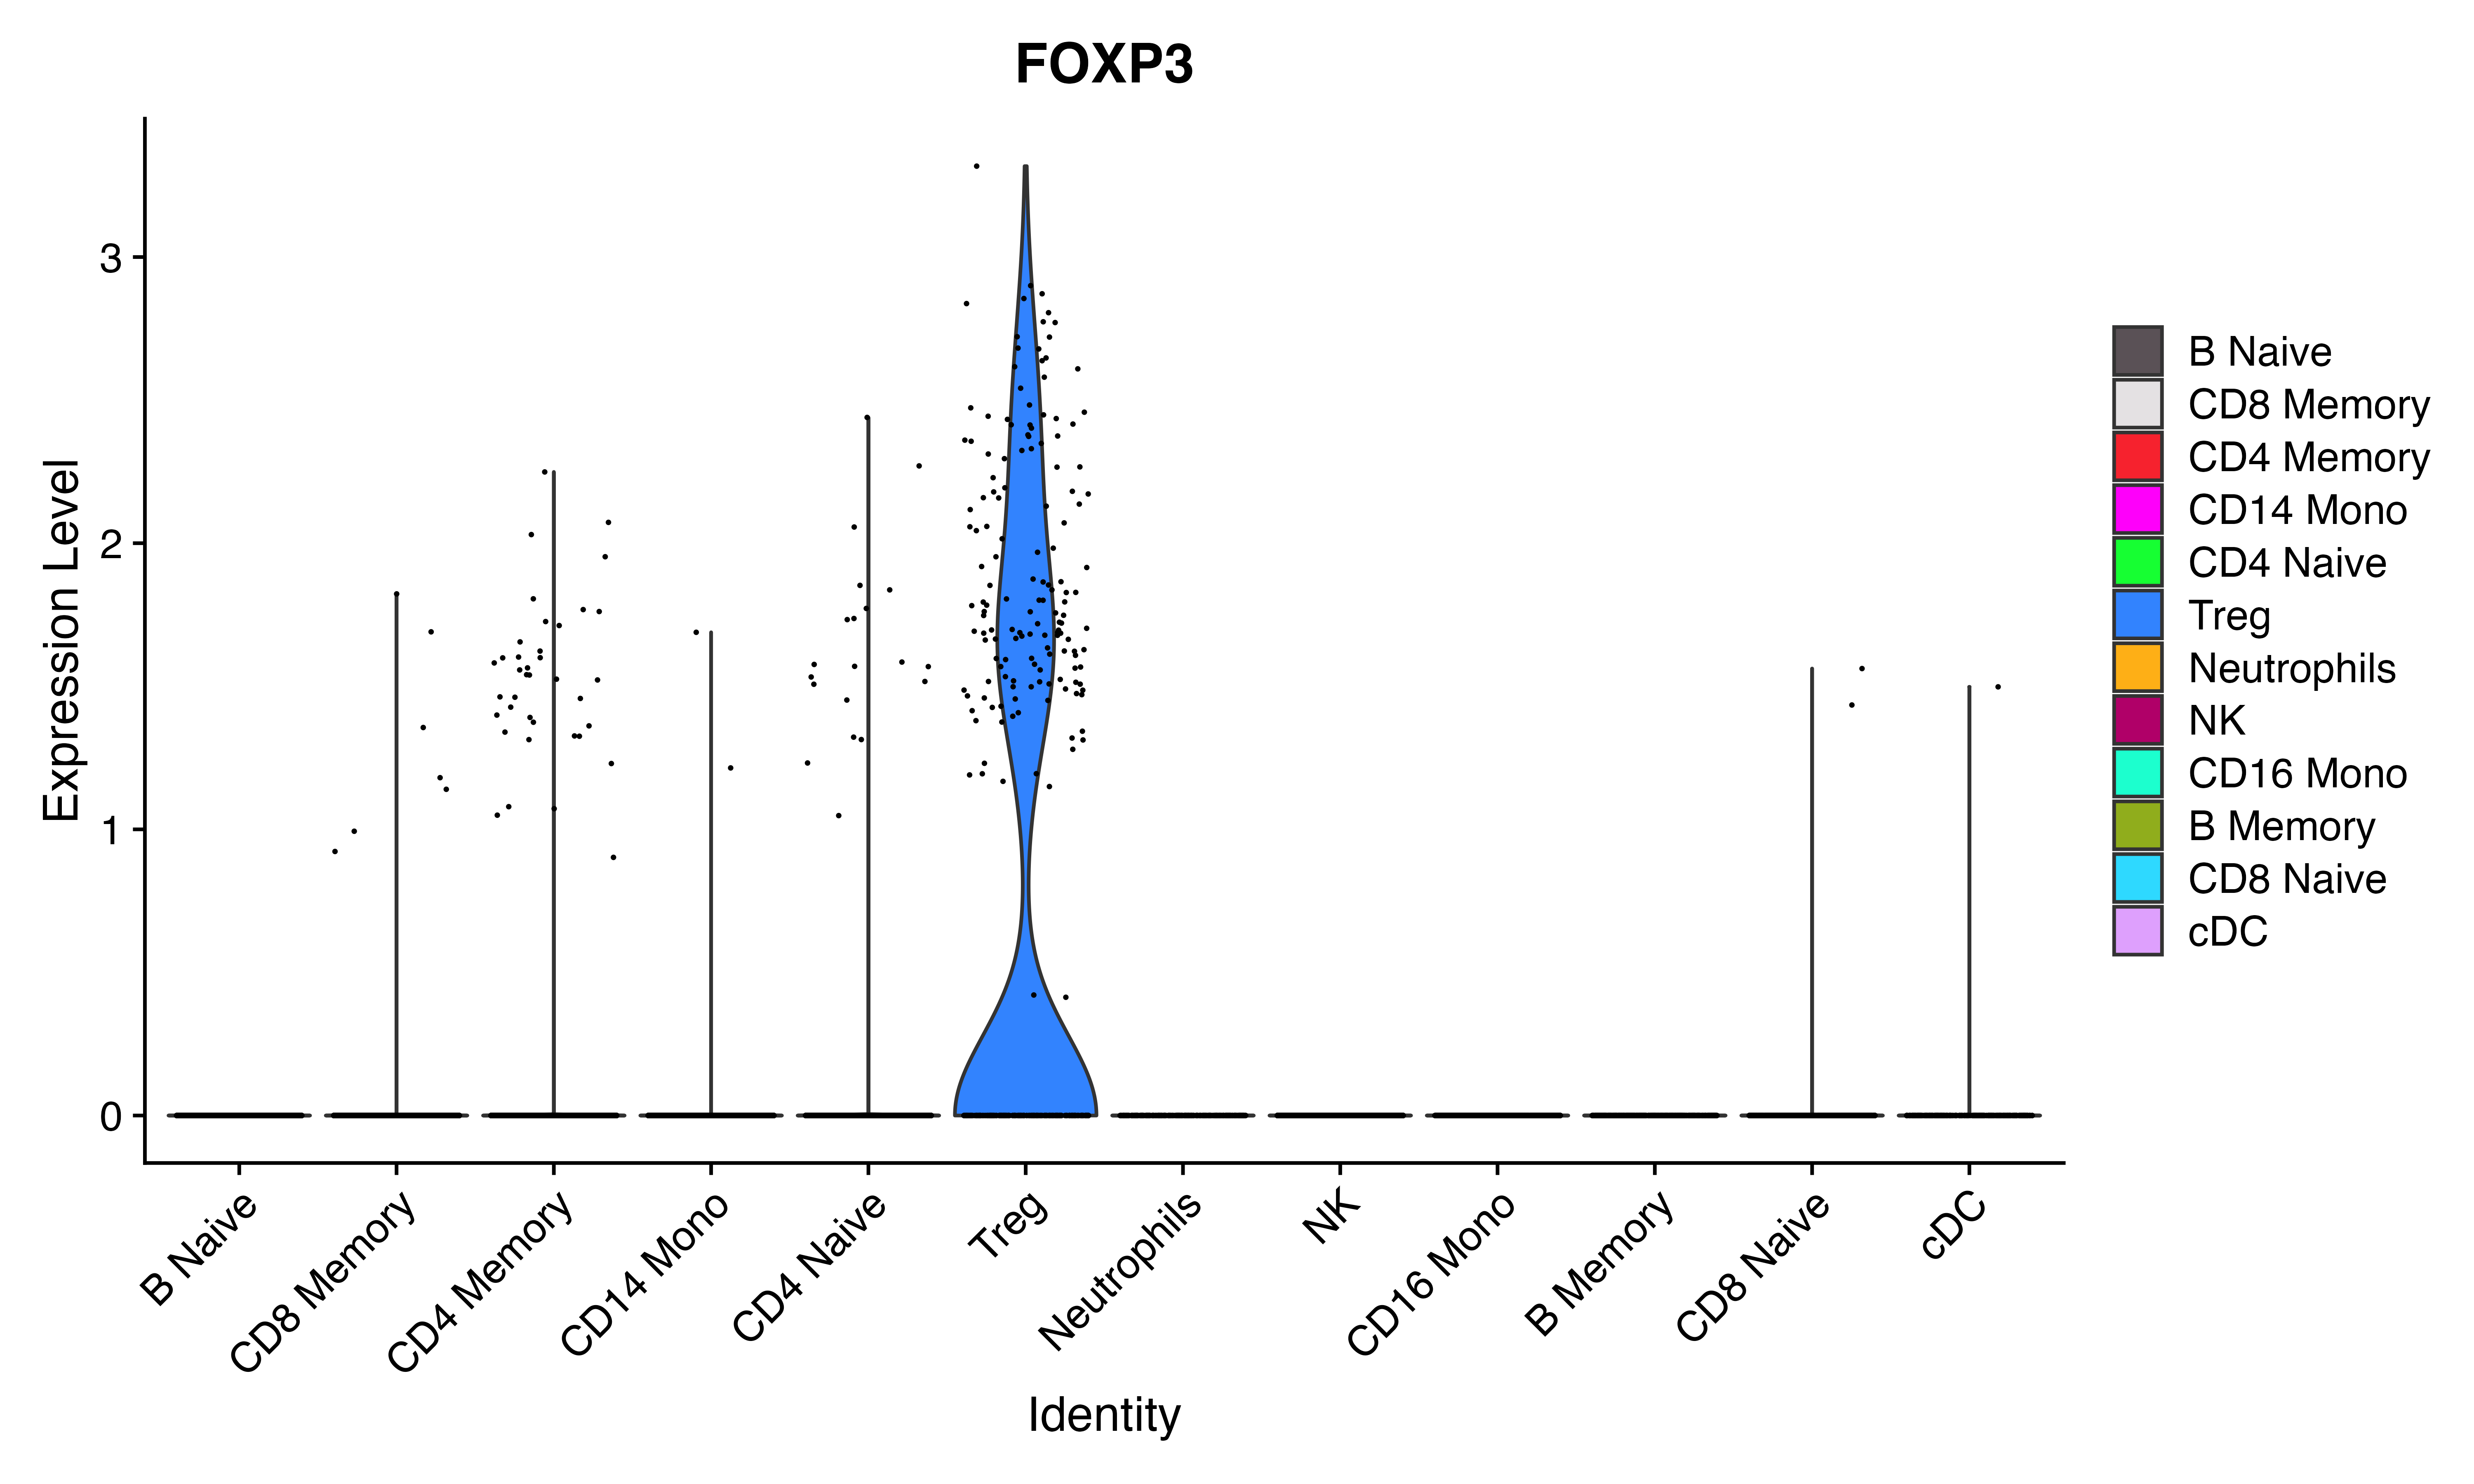 FOXP3
Expression Level
3
2
1
0
B Naive
CD8 Memory
CD4 Memory
CD14 Mono
CD4 Naive
Treg
Neutrophils
NK
CD16 Mono
B Memory
CD8 Naive
cDC
Identity
B Naive
CD8 Memory
CD4 Memory
CD14 Mono
CD4 Naive
Treg
Neutrophils
NK
CD16 Mono
B Memory
CD8 Naive
cDC